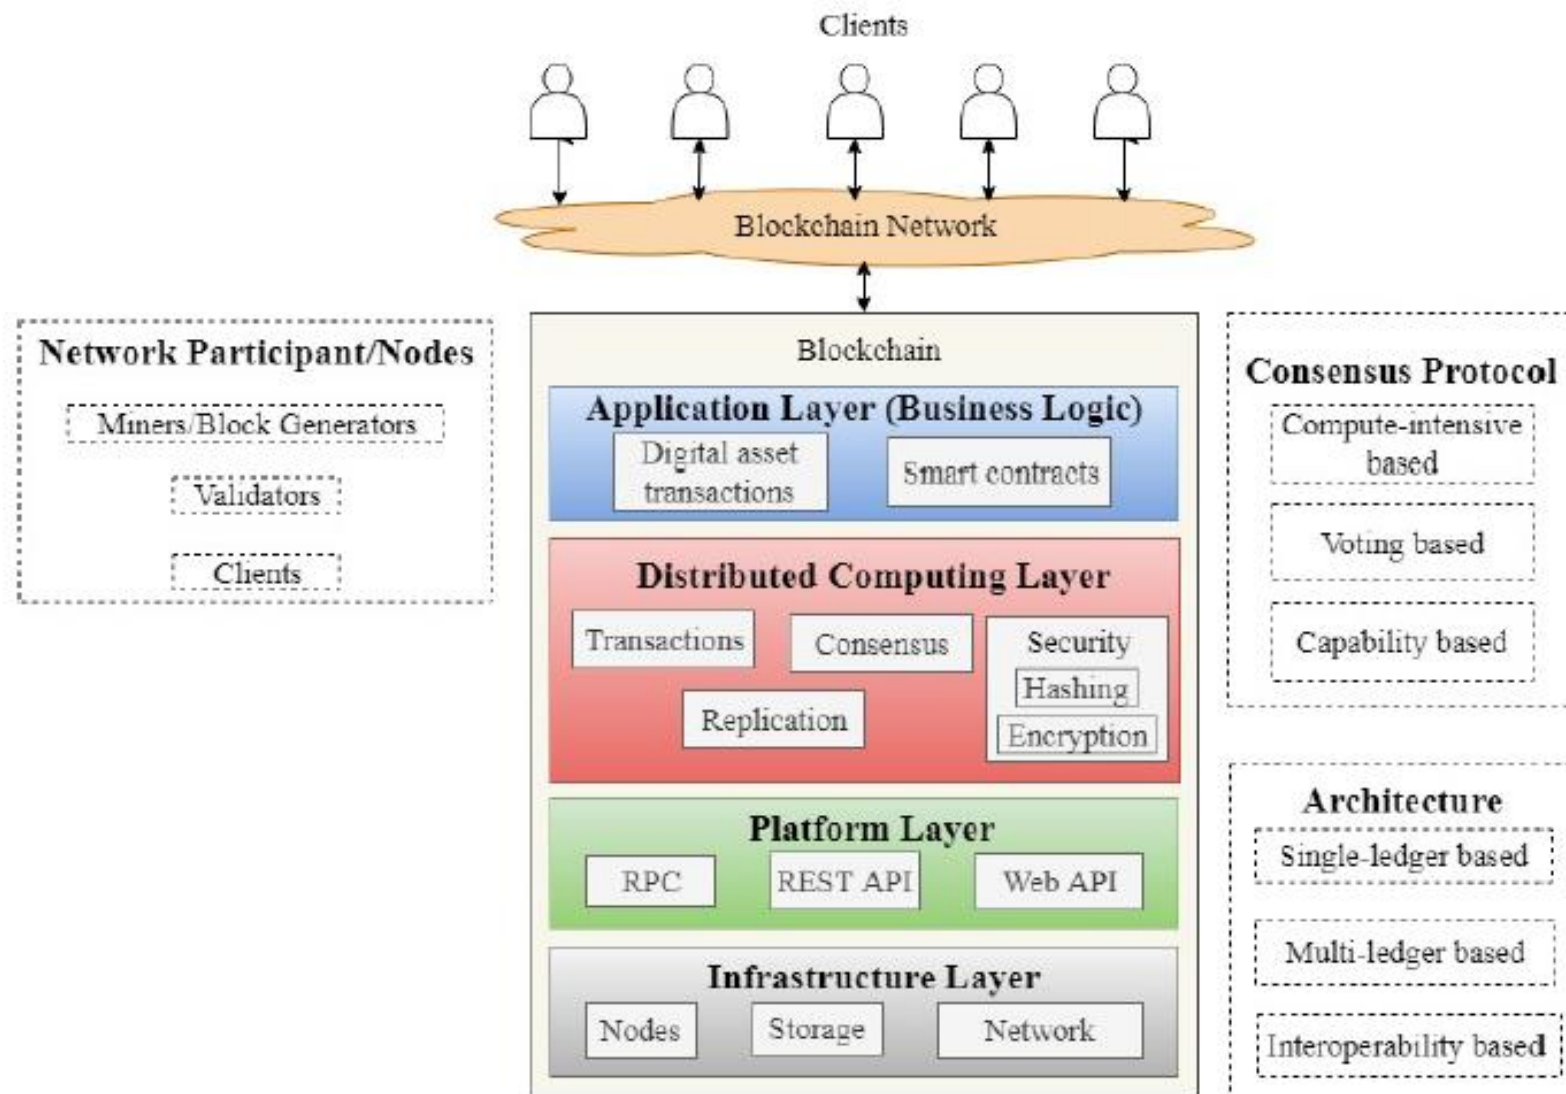 Clients
Blockchain Network
Network Participant/Nodes
Miners/Block Generators
Validators
Clients
Blockchain
Application Layer (Business Logic)
Digital asset
transactions
Smart contracts
Distributed Computing Layer
Transactions
Consensus
Replication
Security
Hashing
Encryption
Platform Layer
RPC
REST API
Web API
Infrastructure Layer
Nodes
Storage
Network
Consensus Protocol
Compute-intensive
based
Voting based
Capability based
Architecture
Single-ledger based
Multi-ledger based
Interoperability based